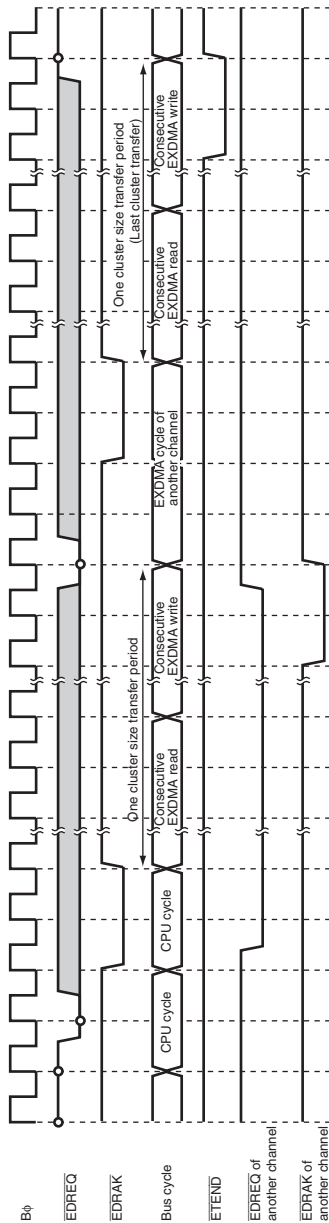 Bφ
EDREQ
EDRAK
Bus cycle
ETEND
EDREQ of
another channel
EDRAK of
another channel
One cluster size transfer period
One cluster size transfer period
(Last cluster transfer)
CPU cycle
CPU cycle
Consecutive
EXDMA read
Consecutive
EXDMA write
EXDMA cycle of
another channel
Consecutive
EXDMA read
Consecutive
EXDMA write